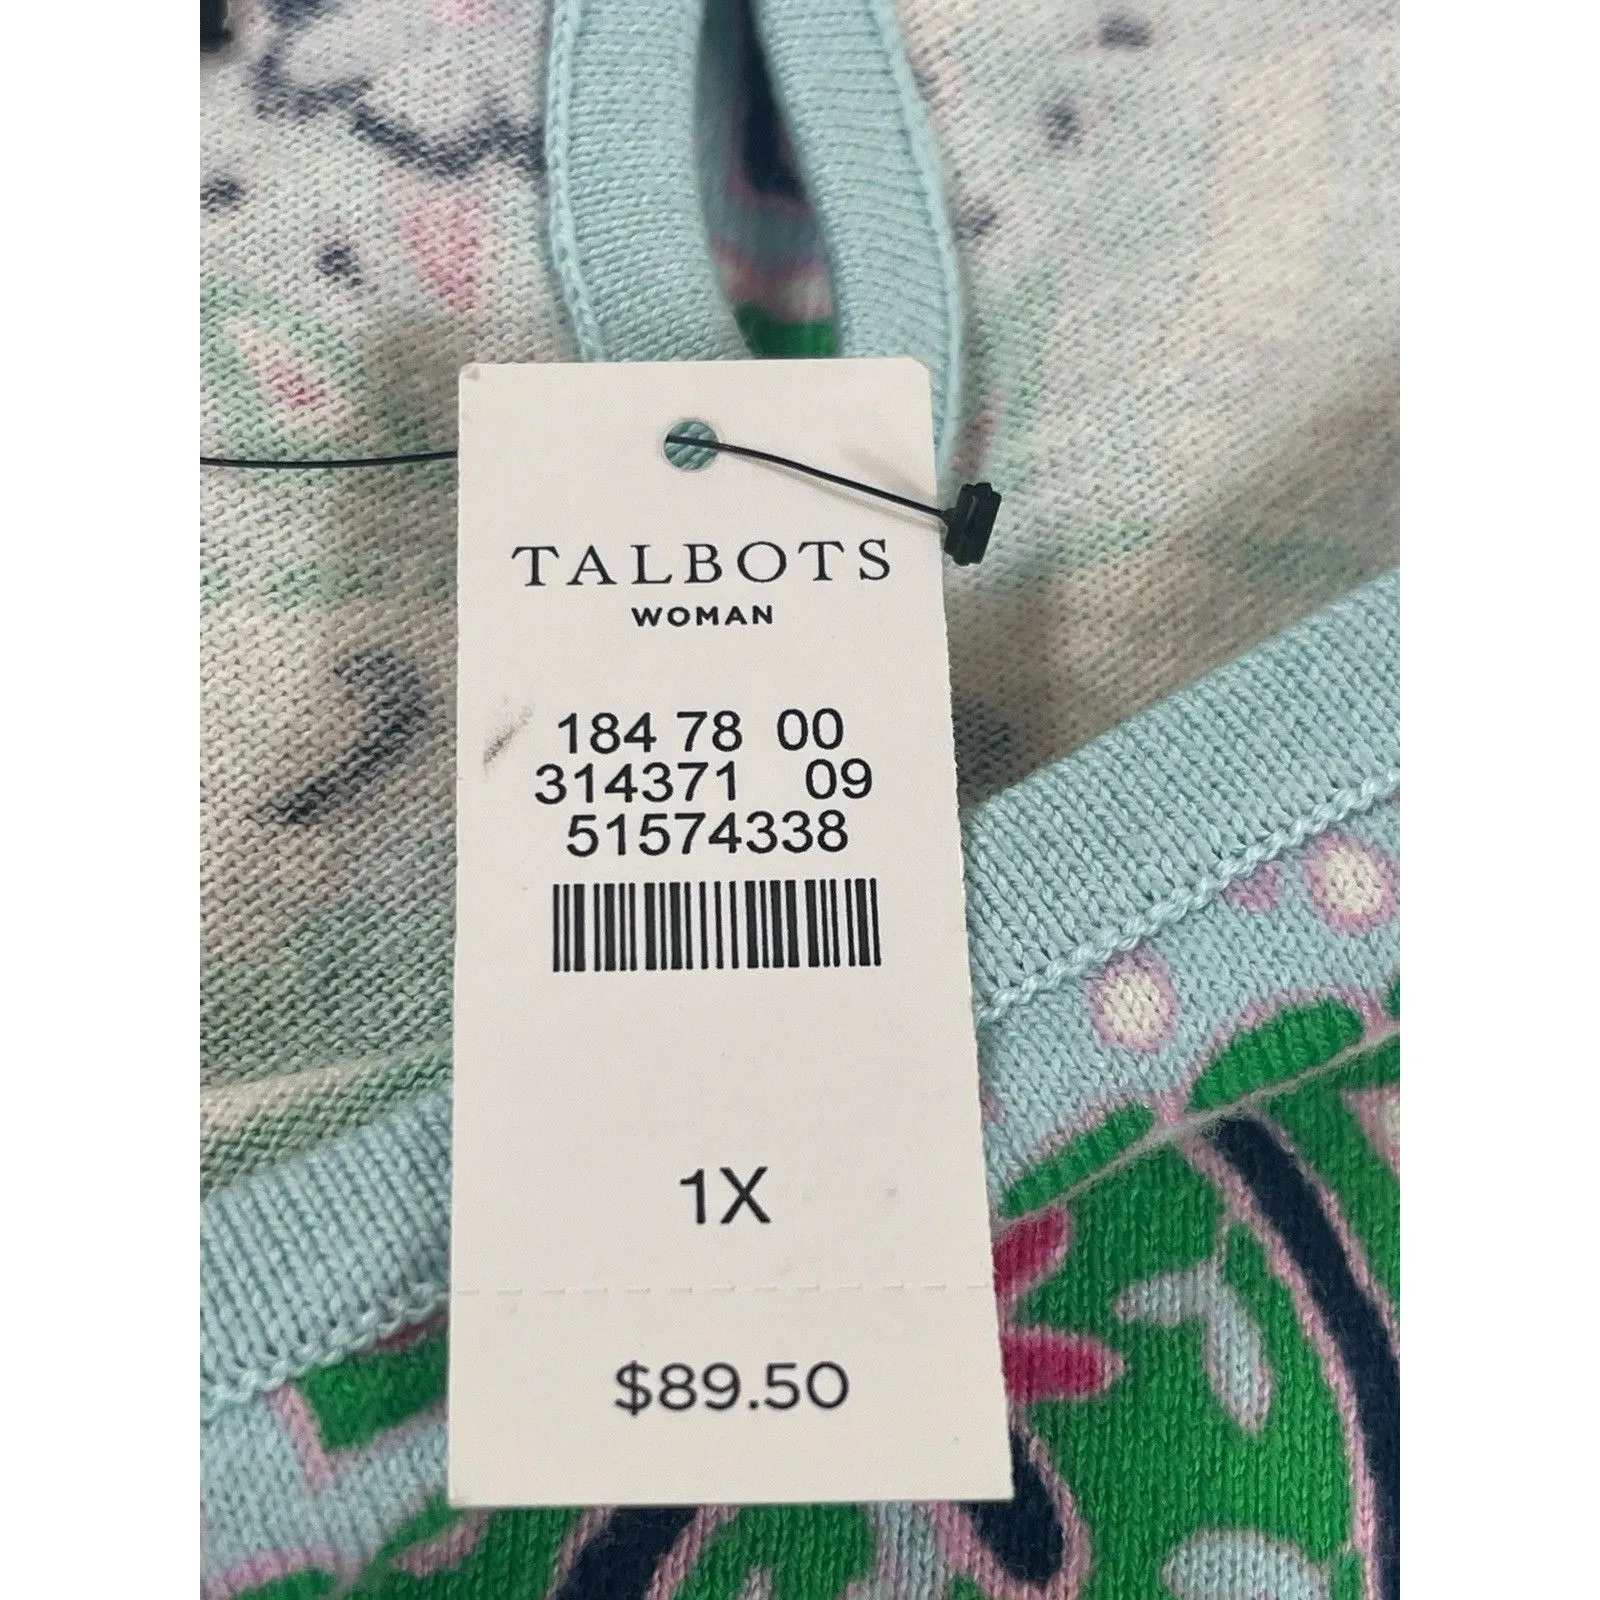 TALBOTS
WOMAN
184 78 00
314371 09
51574338
1X
$89.50